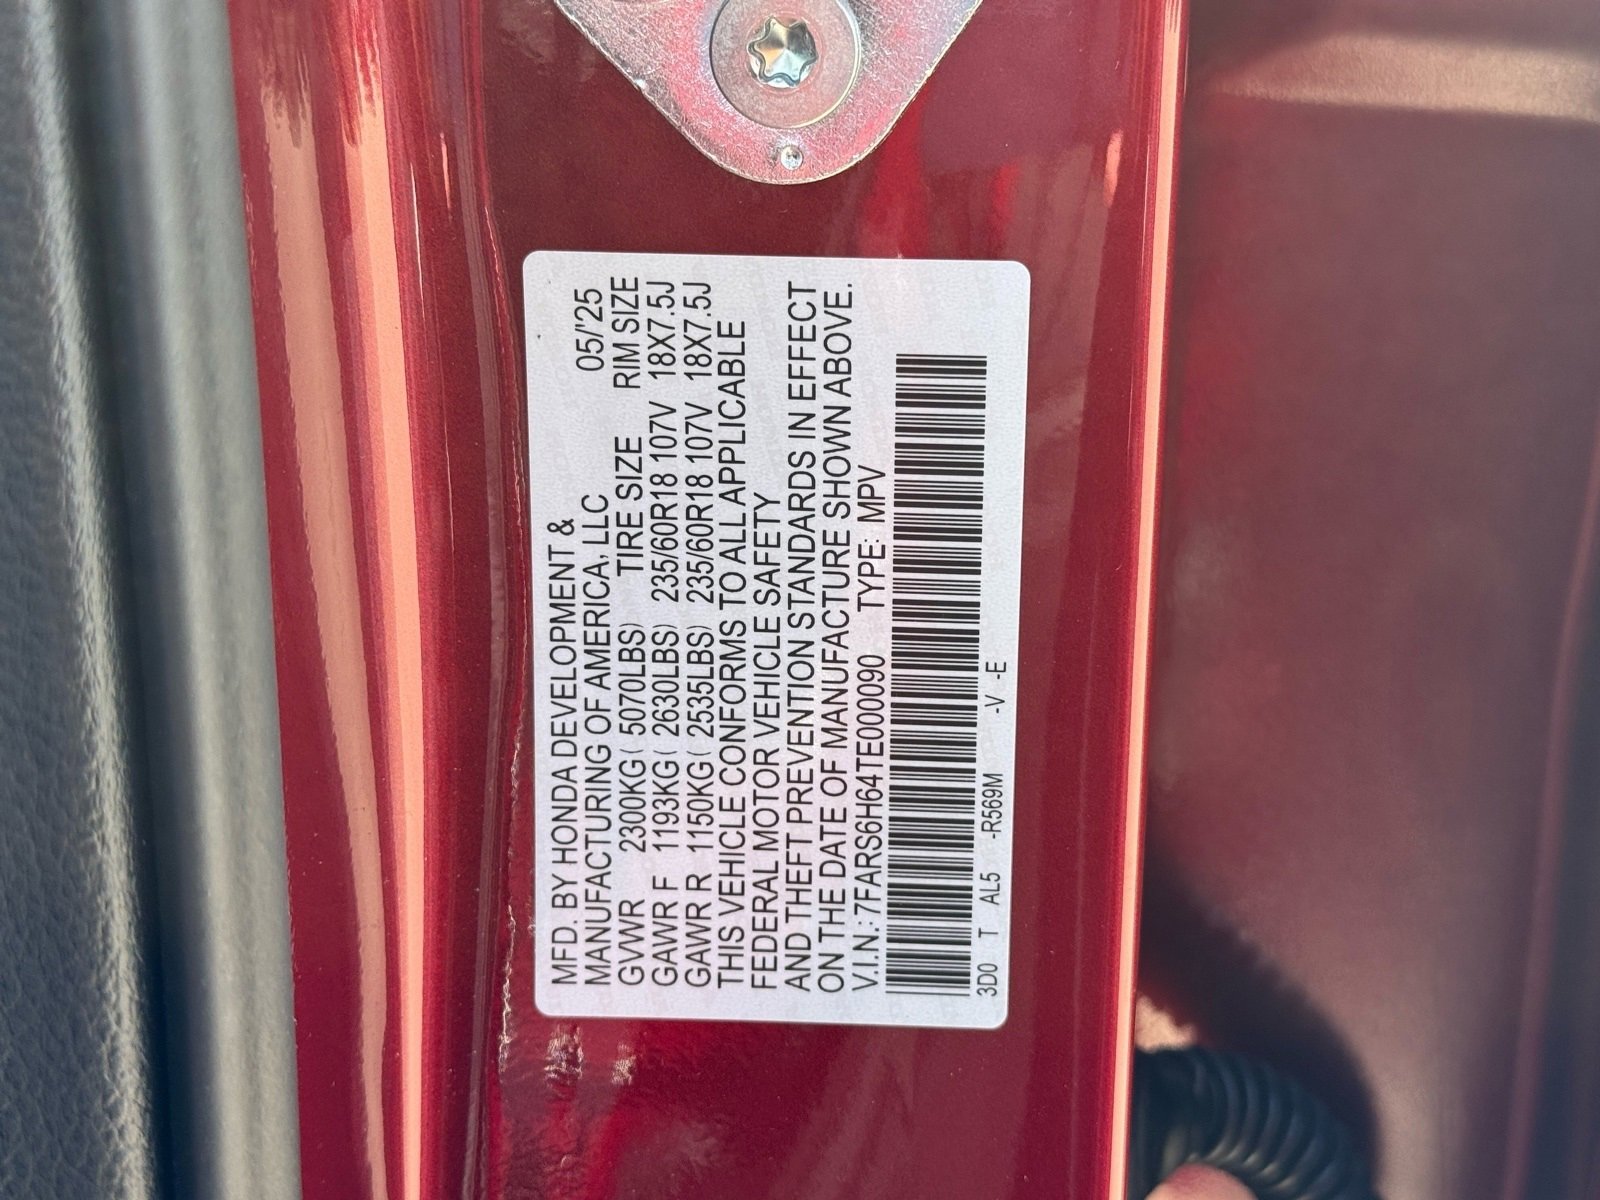 MFD. BY HONDA DEVELOPMENT &
MANUFACTURING OF AMERICA, LLC 05/'25
GVWR 2300KG( 5070LBS) TIRE SIZE RIM SIZE
GAWR F 1193KG( 2630LBS) 235/60R18 107V 18X7.5J
GAWR R 1150KG( 2535LBS) 235/60R18 107V 18X7.5J
THIS VEHICLE CONFORMS TO ALL APPLICABLE
FEDERAL MOTOR VEHICLE SAFETY
AND THEFT PREVENTION STANDARDS IN EFFECT
ON THE DATE OF MANUFACTURE SHOWN ABOVE.
V.I.N.: 7FARS6H64TE000090 TYPE: MPV
3D0 T AL5 -R569M -V -E